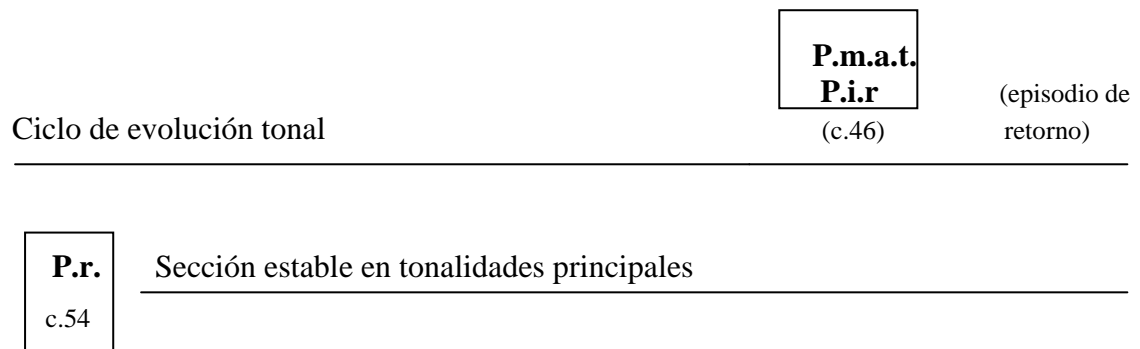 P.m.a.t.
P.i.r (episodio de
Ciclo de evolución tonal (c.46) retorno)
P.r. Sección estable en tonalidades principales
c.54